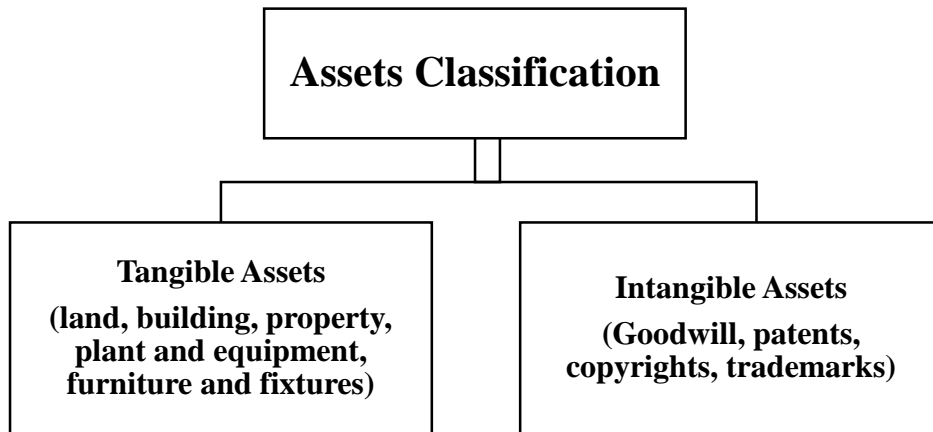 Assets Classification
Tangible Assets
(land, building, property,
plant and equipment,
furniture and fixtures)
Intangible Assets
(Goodwill, patents,
copyrights, trademarks)